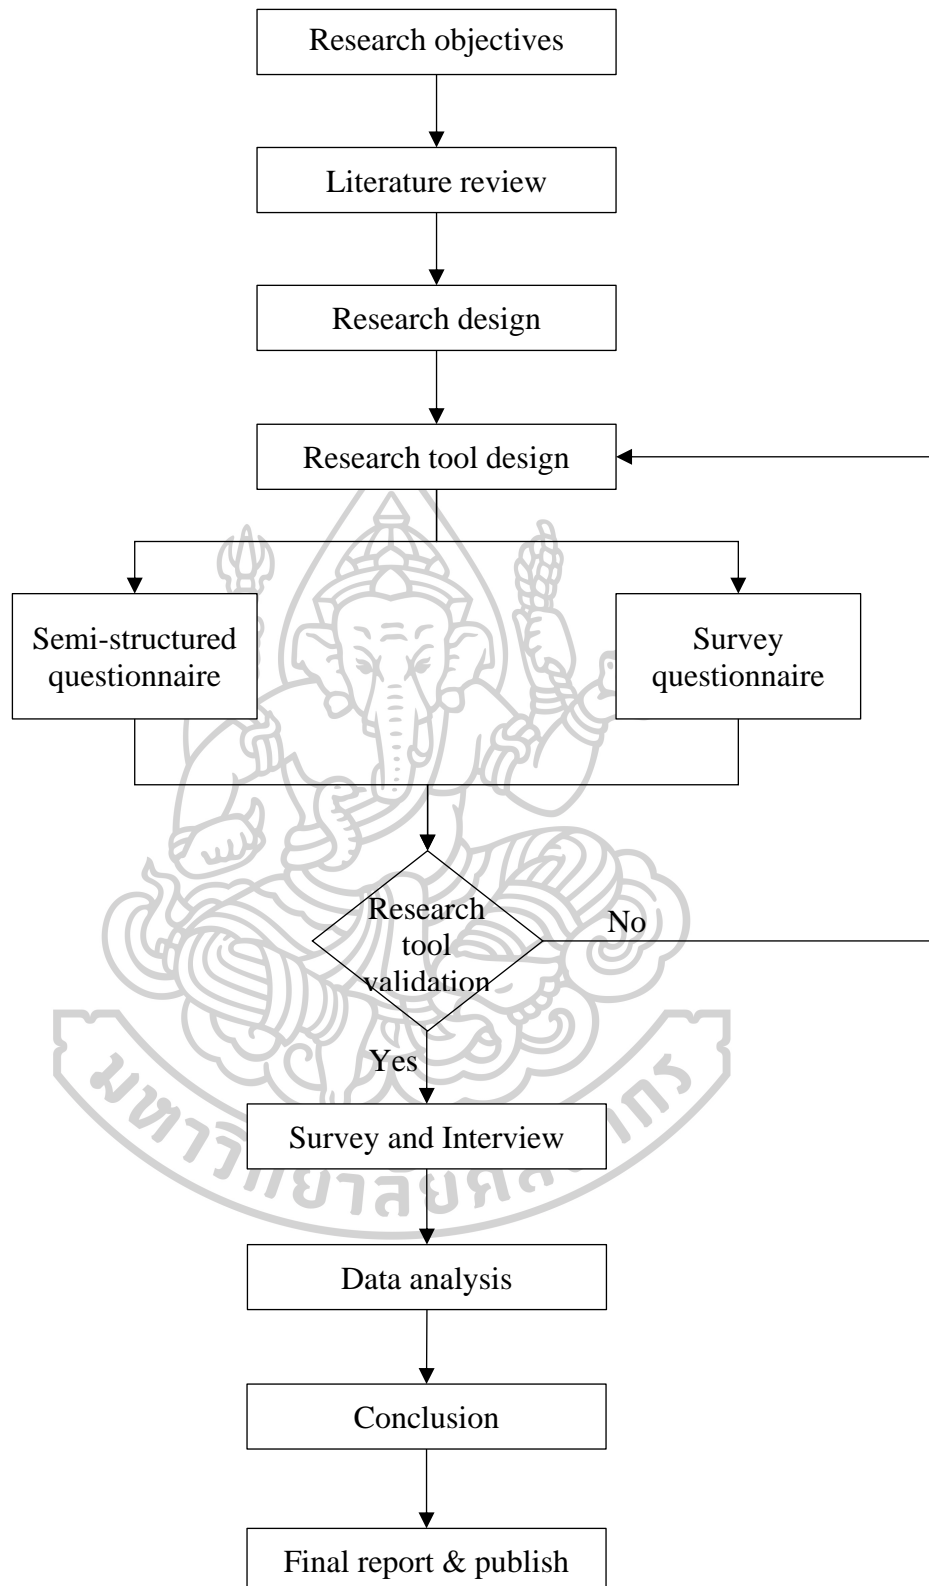 Research objectives
Literature review
Research design
Research tool design
Semi-structured
questionnaire
Survey
questionnaire
Research
tool
validation
No
Yes
Survey and Interview
Data analysis
Conclusion
Final report & publish